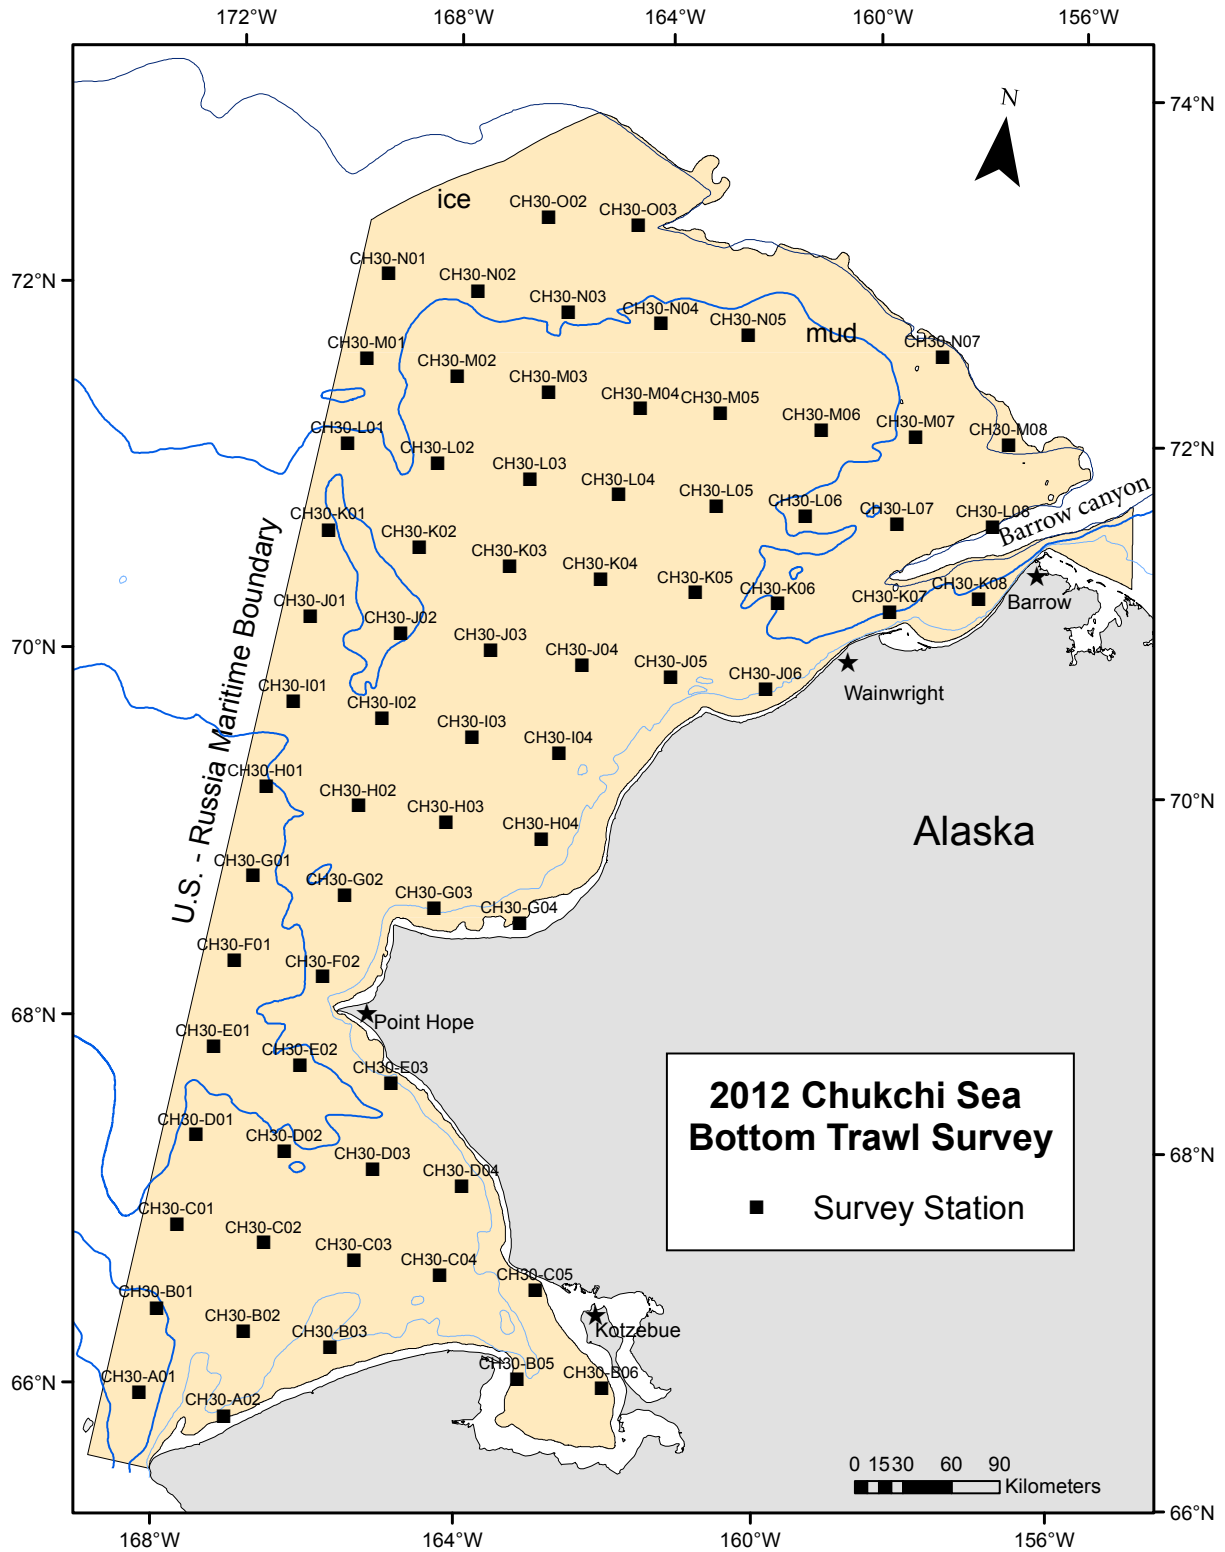 172°W 168°W 164°W 160°W 156°W
74°N
N
ice
CH30-O02
CH30-O03
CH30-N01
CH30-N02
72°N
CH30-N03
CH30-N04
CH30-N05
mud
CH30-M01
CH30-N07
CH30-M02
CH30-M03
CH30-M04
CH30-M05
CH30-M06
CH30-M07
CH30-M08
72°N
CH30-L01
CH30-L02
CH30-L03
CH30-L04
CH30-L05
CH30-L06
CH30-L07
CH30-L08
Barrow canyon
CH30-K01
CH30-K02
CH30-K03
CH30-K04
CH30-K05
CH30-K06
CH30-K07
CH30-K08
Barrow
CH30-J01
CH30-J02
CH30-J03
CH30-J04
CH30-J05
CH30-J06
70°N
Wainwright
U.S. - Russia Maritime Boundary
CH30-I01
CH30-I02
CH30-I03
CH30-I04
CH30-H01
CH30-H02
CH30-H03
CH30-H04
70°N
Alaska
CH30-G01
CH30-G02
CH30-G03
CH30-G04
CH30-F01
CH30-F02
68°N
Point Hope
CH30-E01
CH30-E02
CH30-E03
2012 Chukchi Sea
Bottom Trawl Survey
Survey Station
CH30-D01
CH30-D02
CH30-D03
CH30-D04
68°N
CH30-C01
CH30-C02
CH30-C03
CH30-C04
CH30-C05
CH30-B01
CH30-B02
CH30-B03
Kotzebue
CH30-B05
CH30-B06
66°N
CH30-A01
CH30-A02
0 15 30 60 90
Kilometers
66°N
168°W 164°W 160°W 156°W